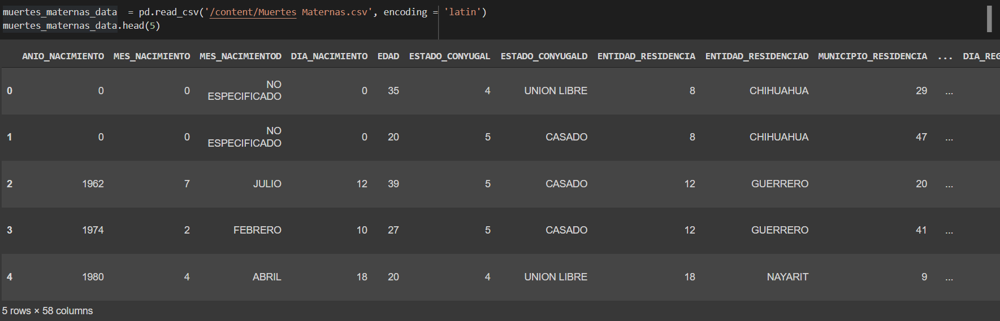 muertes_maternas_data  = pd.read_csv('/content/Muertes Maternas.csv', encoding = 'latin')
muertes_maternas_data.head(5)
ANIO_NACIMIENTO MES_NACIMIENTO MES_NACIMIENTOD DIA_NACIMIENTO EDAD ESTADO_CONYUGAL ESTADO_CONYUGALD ENTIDAD_RESIDENCIA ENTIDAD_RESIDENCIAD MUNICIPIO_RESIDENCIA ... DIA_REG
0 0 0 NO ESPECIFICADO 0 35 4 UNION LIBRE 8 CHIHUAHUA 29 ...
1 0 0 NO ESPECIFICADO 0 20 5 CASADO 8 CHIHUAHUA 47 ...
2 1962 7 JULIO 12 39 5 CASADO 12 GUERRERO 20 ...
3 1974 2 FEBRERO 10 27 5 CASADO 12 GUERRERO 41 ...
4 1980 4 ABRIL 18 20 4 UNION LIBRE 18 NAYARIT 9 ...
5 rows × 58 columns